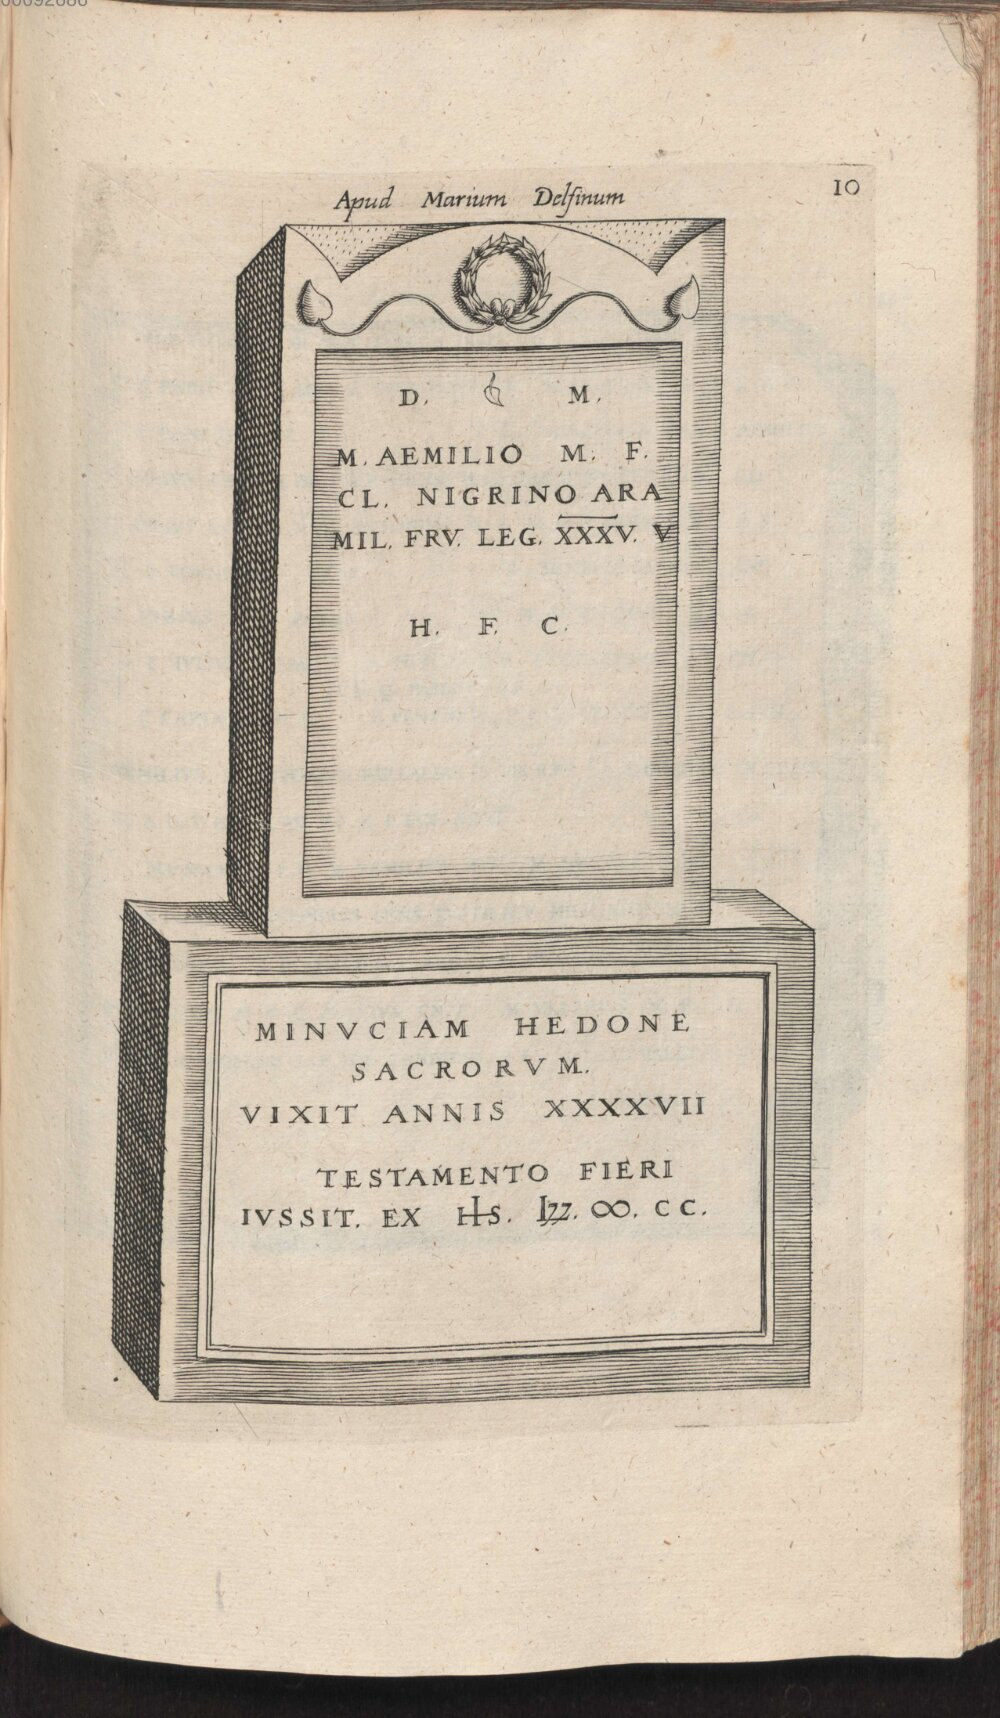 00092880
Apud Marium Delfinum
10
D. M.
M. AEMILIO M. F.
CL. NIGRINO ARA
MIL. FRV. LEG. XXXV. V
H. F. C.
MINVCIAM HEDONE
SACRORVM.
VIXIT ANNIS XXXXVII
TESTAMENTO FIERI
IVSSIT. EX HS. ∞. CC.